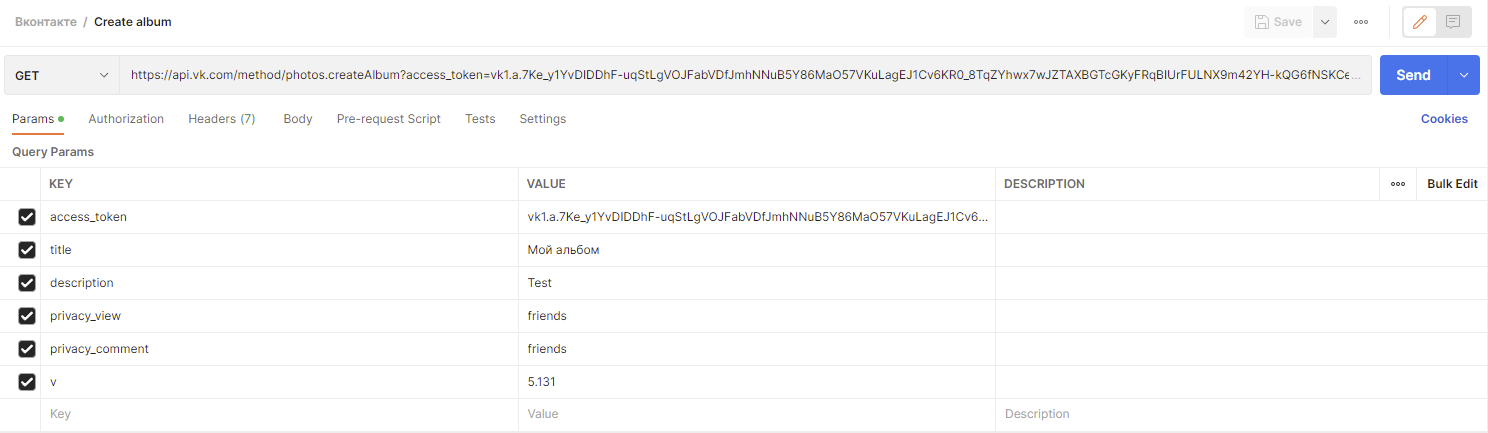 Вконтакте / Create album
Save
GET https://api.vk.com/method/photos.createAlbum?access_token=vk1.a.7Ke_y1YvDIDDhF-uqStLgVOJFabVDfJmhNNuB5Y86MaO57VKuLagEJ1Cv6KR0_8TqZYhwx7wJZTAXBGTcGKyFRqBIUrFULNX9m42YH-kQG6fNSKCe... Send
Params Authorization Headers (7) Body Pre-request Script Tests Settings Cookies
Query Params
KEY VALUE DESCRIPTION Bulk Edit
access_token vk1.a.7Ke_y1YvDIDDhF-uqStLgVOJFabVDfJmhNNuB5Y86MaO57VKuLagEJ1Cv6...
title Мой альбом
description Test
privacy_view friends
privacy_comment friends
v 5.131
Key Value Description